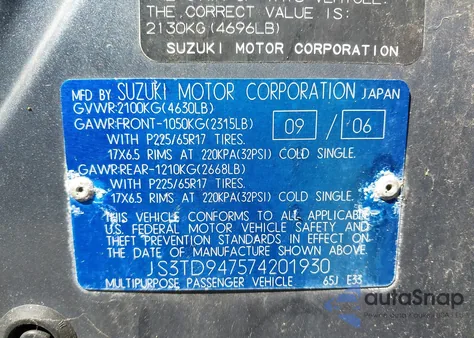 THE CORRECT VALUE IS:
2130KG(4696LB)
SUZUKI MOTOR CORPORATION
MFD BY SUZUKI MOTOR CORPORATION JAPAN
GVWR:2100KG(4630LB)
GAWR:FRONT-1050KG(2315LB) 09 / 06
WITH P225/65R17 TIRES.
17X6.5 RIMS AT 220KPA(32PSI) COLD SINGLE.
GAWR:REAR-1210KG(2668LB)
WITH P225/65R17 TIRES.
17X6.5 RIMS AT 220KPA(32PSI) COLD SINGLE.
THIS VEHICLE CONFORMS TO ALL APPLICABLE
U.S. FEDERAL MOTOR VEHICLE SAFETY AND
THEFT PREVENTION STANDARDS IN EFFECT ON
THE DATE OF MANUFACTURE SHOWN ABOVE.
JS3TD947574201930
MULTIPURPOSE PASSENGER VEHICLE 65J E33
autoSnap